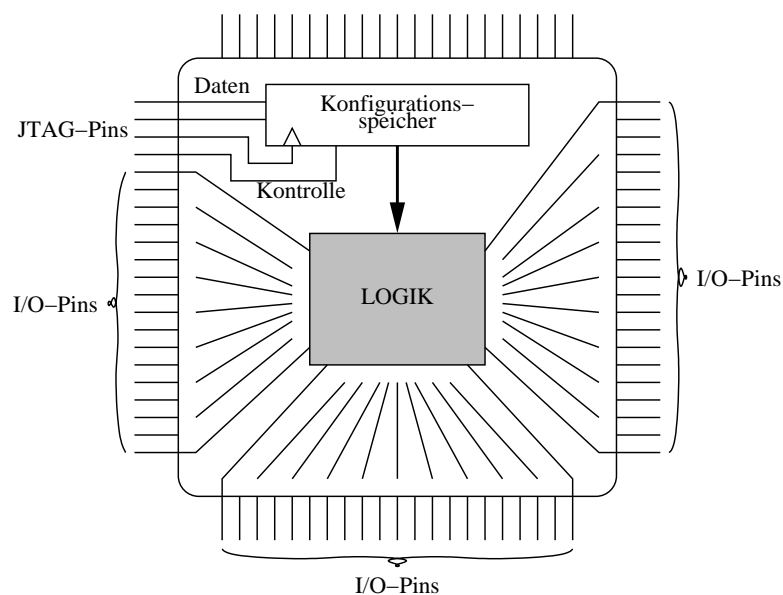 Daten
Konfigurations–
speicher
JTAG–Pins
Kontrolle
I/O–Pins
LOGIK
I/O–Pins
I/O–Pins